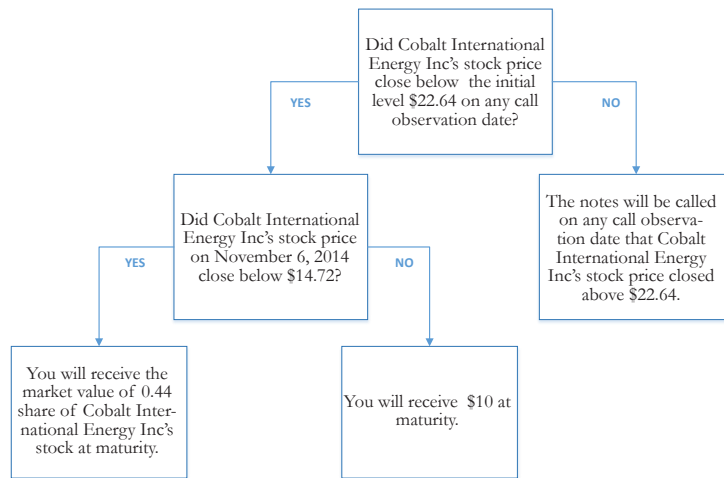 Did Cobalt International
Energy Inc's stock price
close below the initial
level $22.64 on any call
observation date?
YES
NO
Did Cobalt International
Energy Inc's stock price
on November 6, 2014
close below $14.72?
The notes will be called
on any call observa-
tion date that Cobalt
International Energy
Inc's stock price closed
above $22.64.
YES
NO
You will receive the
market value of 0.44
share of Cobalt Inter-
national Energy Inc's
stock at maturity.
You will receive $10 at
maturity.